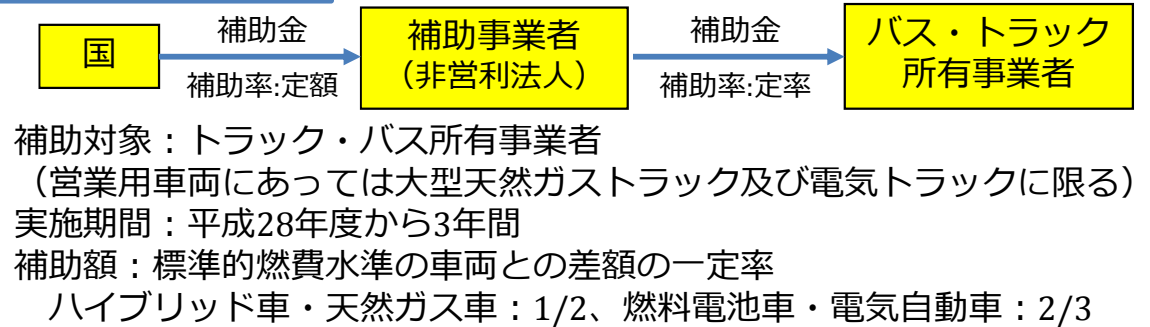 国
補助金
補助率:定額
補助事業者
（非営利法人）
補助金
補助率:定率
バス・トラック
所有事業者
補助対象：トラック・バス所有事業者
（営業用車両にあっては大型天然ガストラック及び電気トラックに限る）
実施期間：平成28年度から3年間
補助額：標準的燃費水準の車両との差額の一定率
ハイブリッド車・天然ガス車：1/2、燃料電池車・電気自動車：2/3